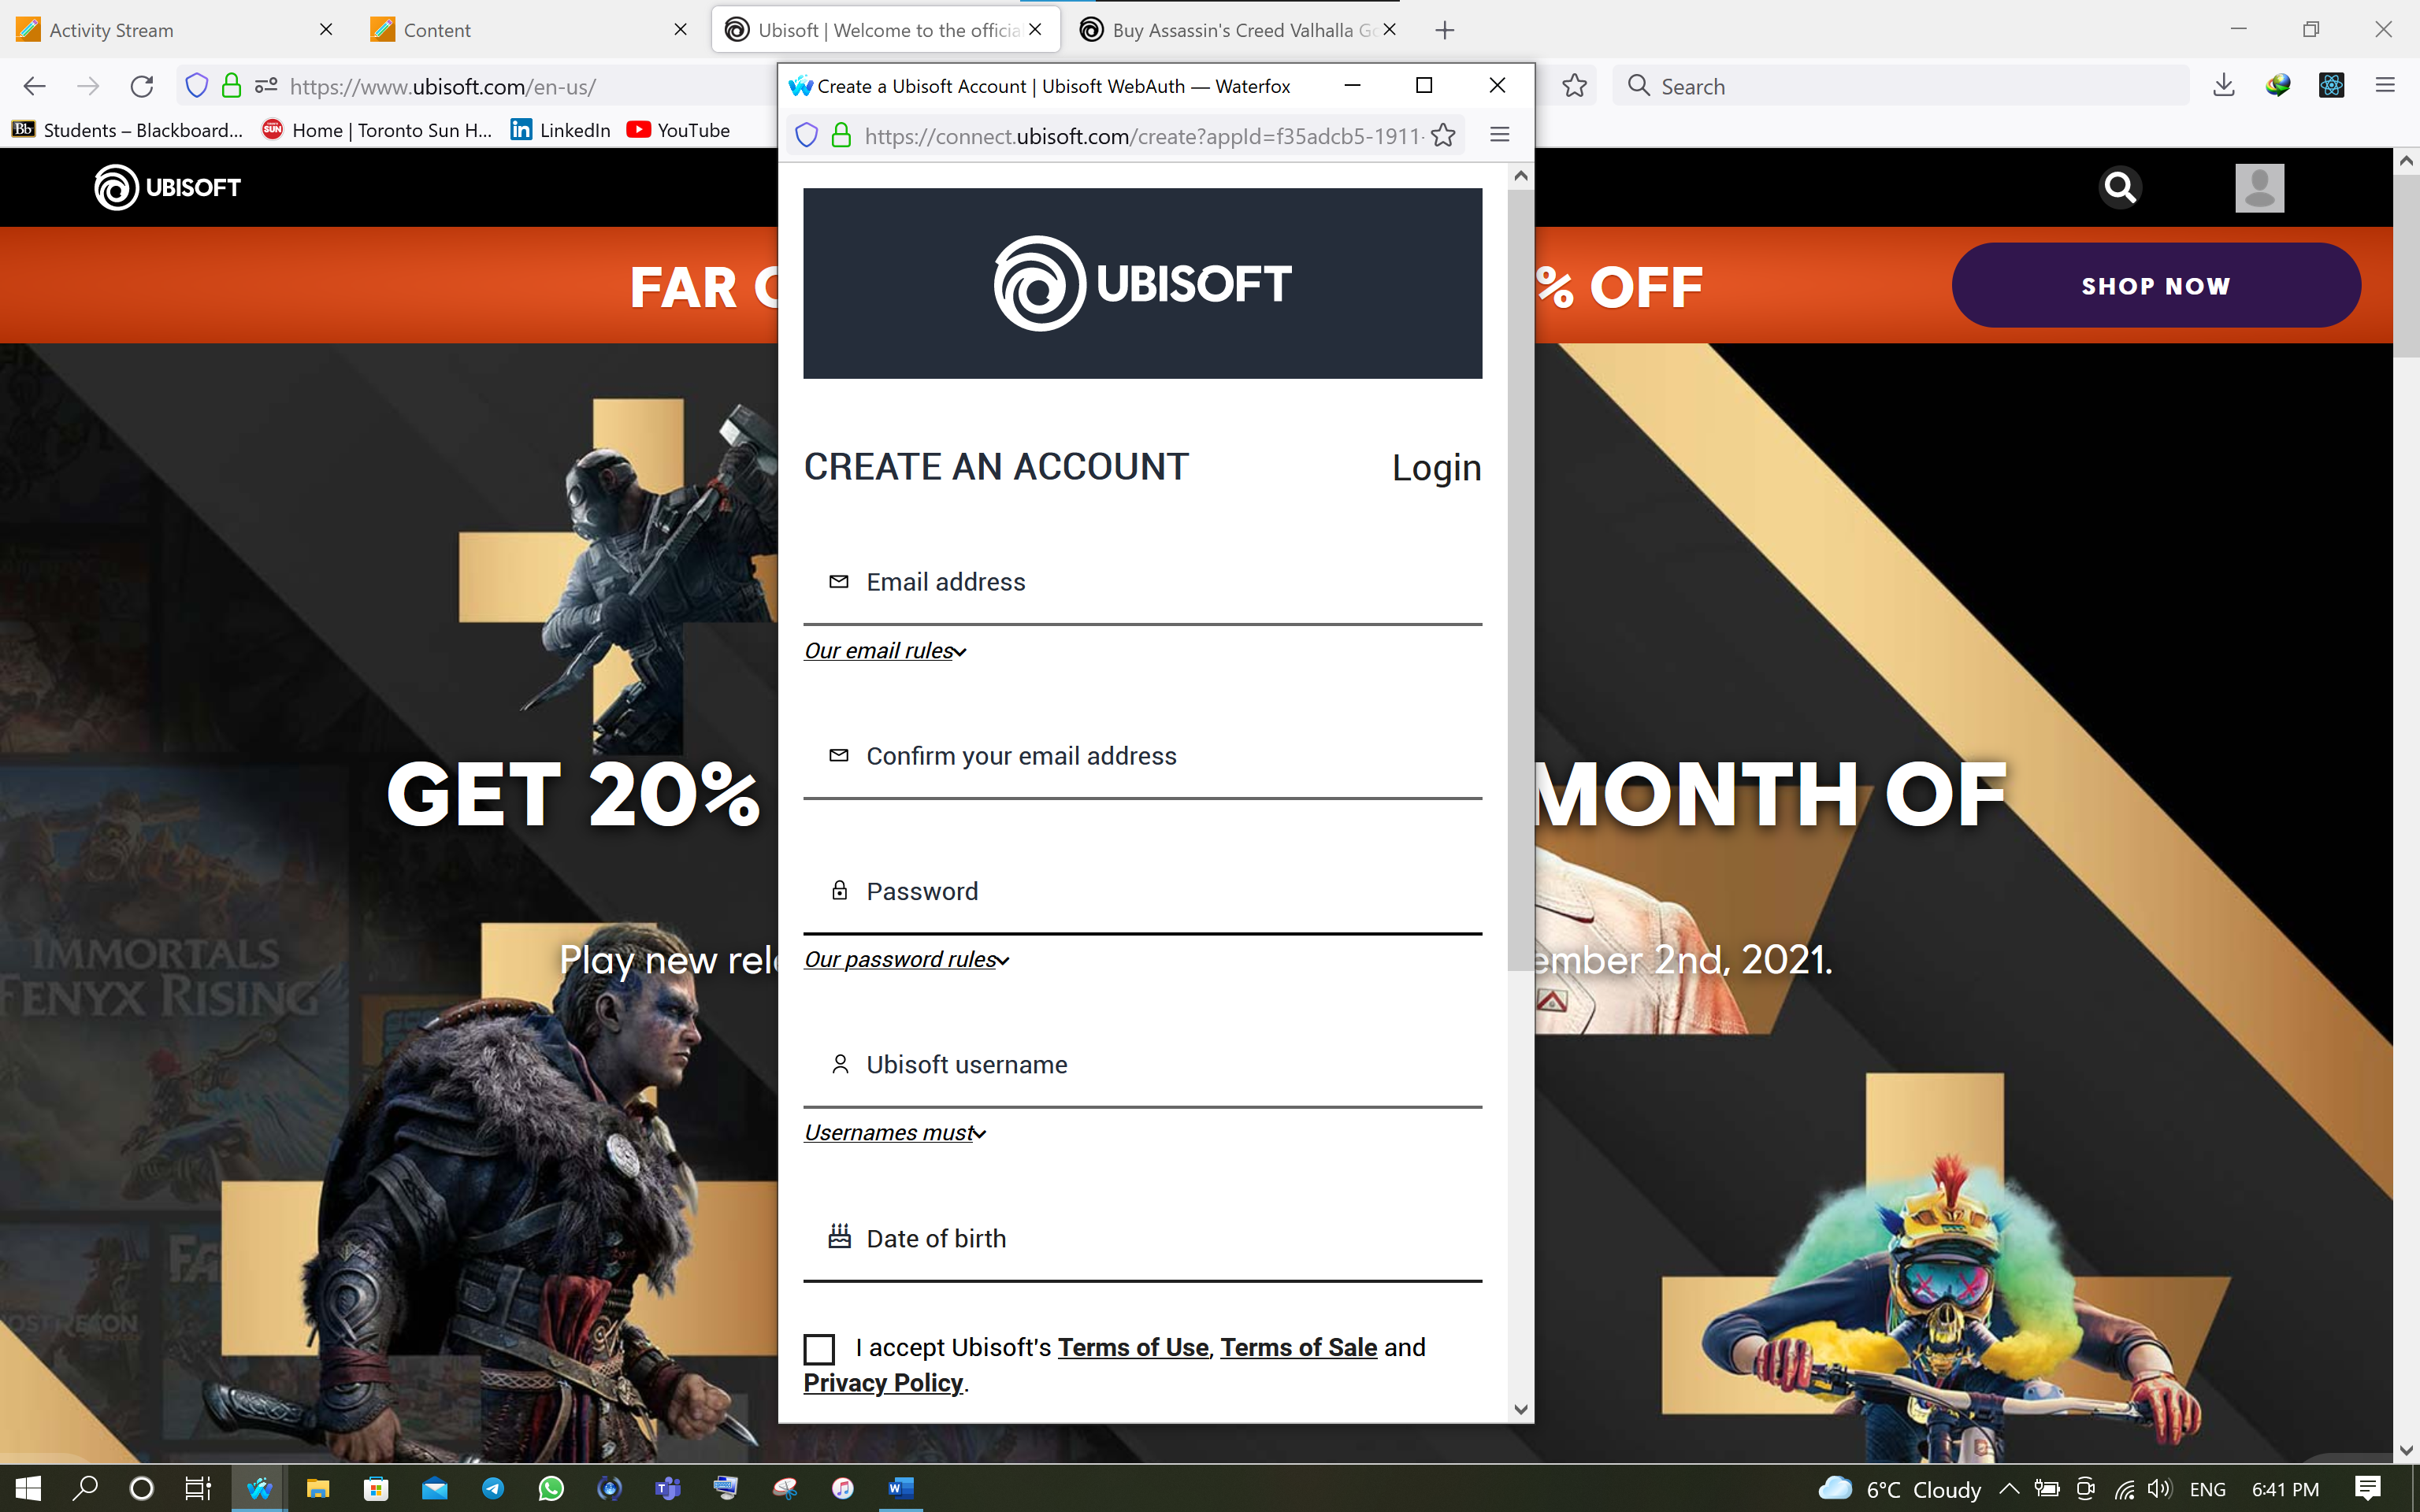 Activity Stream
Content
Ubisoft | Welcome to the officia
Buy Assassin's Creed Valhalla Go
https://www.ubisoft.com/en-us/
Search
Create a Ubisoft Account | Ubisoft WebAuth — Waterfox
Students – Blackboard...
Home | Toronto Sun H...
LinkedIn
YouTube
https://connect.ubisoft.com/create?appId=f35adcb5-1911-
UBISOFT
FAR C
% OFF
SHOP NOW
UBISOFT
CREATE AN ACCOUNT
Login
Email address
Our email rules
Confirm your email address
GET 20%
MONTH OF
Password
Our password rules
Play new rel
ember 2nd, 2021.
IMMORTALS
FENYX RISING
Ubisoft username
Usernames must
Date of birth
I accept Ubisoft's Terms of Use, Terms of Sale and
Privacy Policy.
6°C Cloudy
ENG
6:41 PM